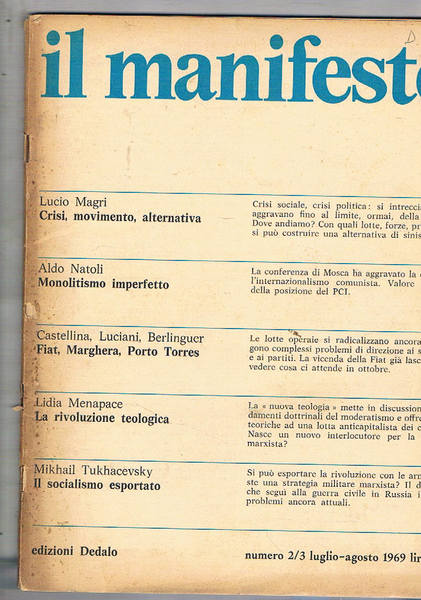 D.
il manifesto
Lucio Magri
Crisi, movimento, alternativa
Crisi sociale, crisi politica: si intrecci
aggravano fino al limite, ormai, della
Dove andiamo? Con quali lotte, forze, pr
si può costruire una alternativa di sinis
Aldo Natoli
Monolitismo imperfetto
La conferenza di Mosca ha aggravato la
l'internazionalismo comunista. Valore
della posizione del PCI.
Castellina, Luciani, Berlinguer
Fiat, Marghera, Porto Torres
Le lotte operaie si radicalizzano ancora
gono complessi problemi di direzione ai s
e ai partiti. La vicenda della Fiat già lasc
vedere cosa ci attende in ottobre.
Lidia Menapace
La rivoluzione teologica
La « nuova teologia » mette in discussion
damenti dottrinali del moderatismo e offr
teoriche ad una lotta anticapitalista dei c
Nasce un nuovo interlocutore per la
marxista?
Mikhail Tukhacevsky
Il socialismo esportato
Si può esportare la rivoluzione con le arm
ste una strategia militare marxista? Il d
che seguì alla guerra civile in Russia i
problemi ancora attuali.
edizioni Dedalo
numero 2/3 luglio-agosto 1969 lir